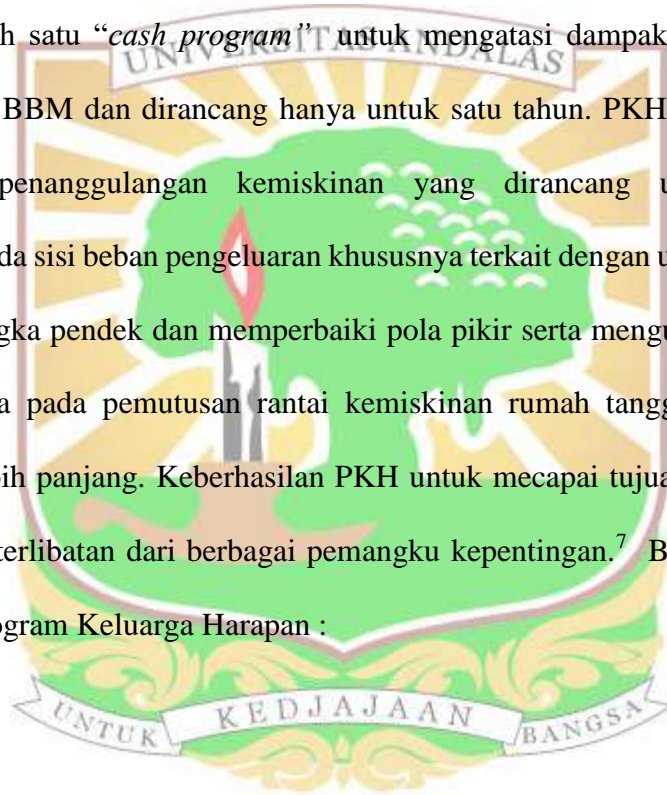 h satu “cash program” untuk mengatasi dampak
UNIVERSITAS ANDALAS
BBM dan dirancang hanya untuk satu tahun. PKH
penanggulangan kemiskinan yang dirancang u
da sisi beban pengeluaran khususnya terkait dengan u
gka pendek dan memperbaiki pola pikir serta mengu
a pada pemutusan rantai kemiskinan rumah tangg
bih panjang. Keberhasilan PKH untuk mecapai tujua
terlibatan dari berbagai pemangku kepentingan.7 B
ogram Keluarga Harapan :
UNTUK KEDJAJAAN BANGSA